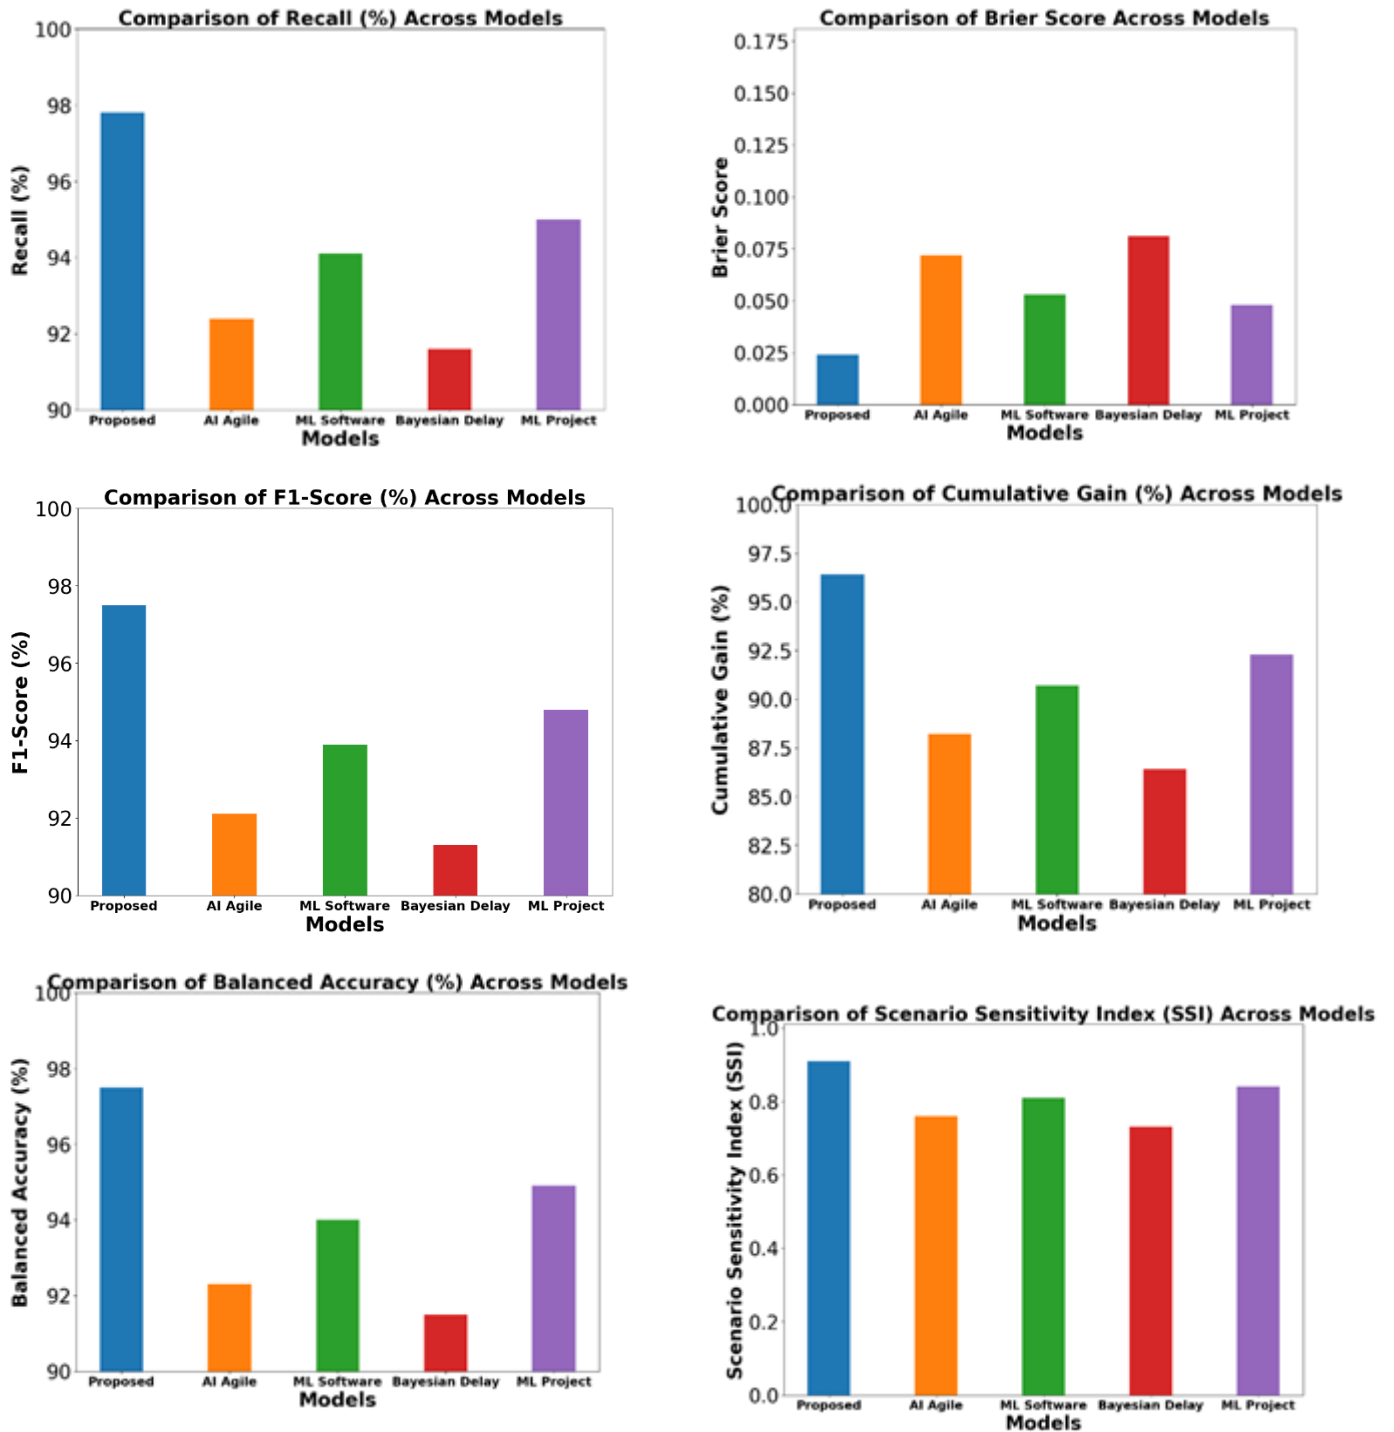 Comparison of Recall (%) Across Models
100
98
96
94
92
90
Recall (%)
Proposed AI Agile ML Software Bayesian Delay ML Project
Models
Comparison of Brier Score Across Models
0.175
0.150
0.125
0.100
0.075
0.050
0.025
0.000
Brier Score
Proposed AI Agile ML Software Bayesian Delay ML Project
Models
Comparison of F1-Score (%) Across Models
100
98
96
94
92
90
F1-Score (%)
Proposed AI Agile ML Software Bayesian Delay ML Project
Models
Comparison of Cumulative Gain (%) Across Models
100.0
97.5
95.0
92.5
90.0
87.5
85.0
82.5
80.0
Cumulative Gain (%)
Proposed AI Agile ML Software Bayesian Delay ML Project
Models
Comparison of Balanced Accuracy (%) Across Models
100
98
96
94
92
90
Balanced Accuracy (%)
Proposed AI Agile ML Software Bayesian Delay ML Project
Models
Comparison of Scenario Sensitivity Index (SSI) Across Models
1.0
0.8
0.6
0.4
0.2
0.0
Scenario Sensitivity Index (SSI)
Proposed AI Agile ML Software Bayesian Delay ML Project
Models